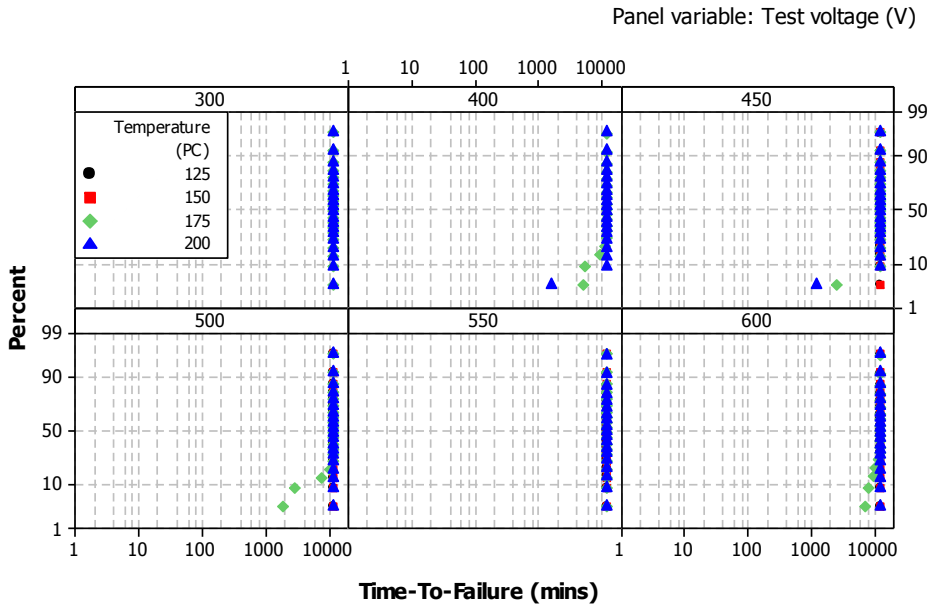 Panel variable: Test voltage (V)
1 10 100 1000 10000
300 400 450
Temperature
(PC)
125
150
175
200
99
90
50
10
1
Percent
500 550 600
99
90
50
10
1
1 10 100 1000 10000 1 10 100 1000 10000
Time-To-Failure (mins)